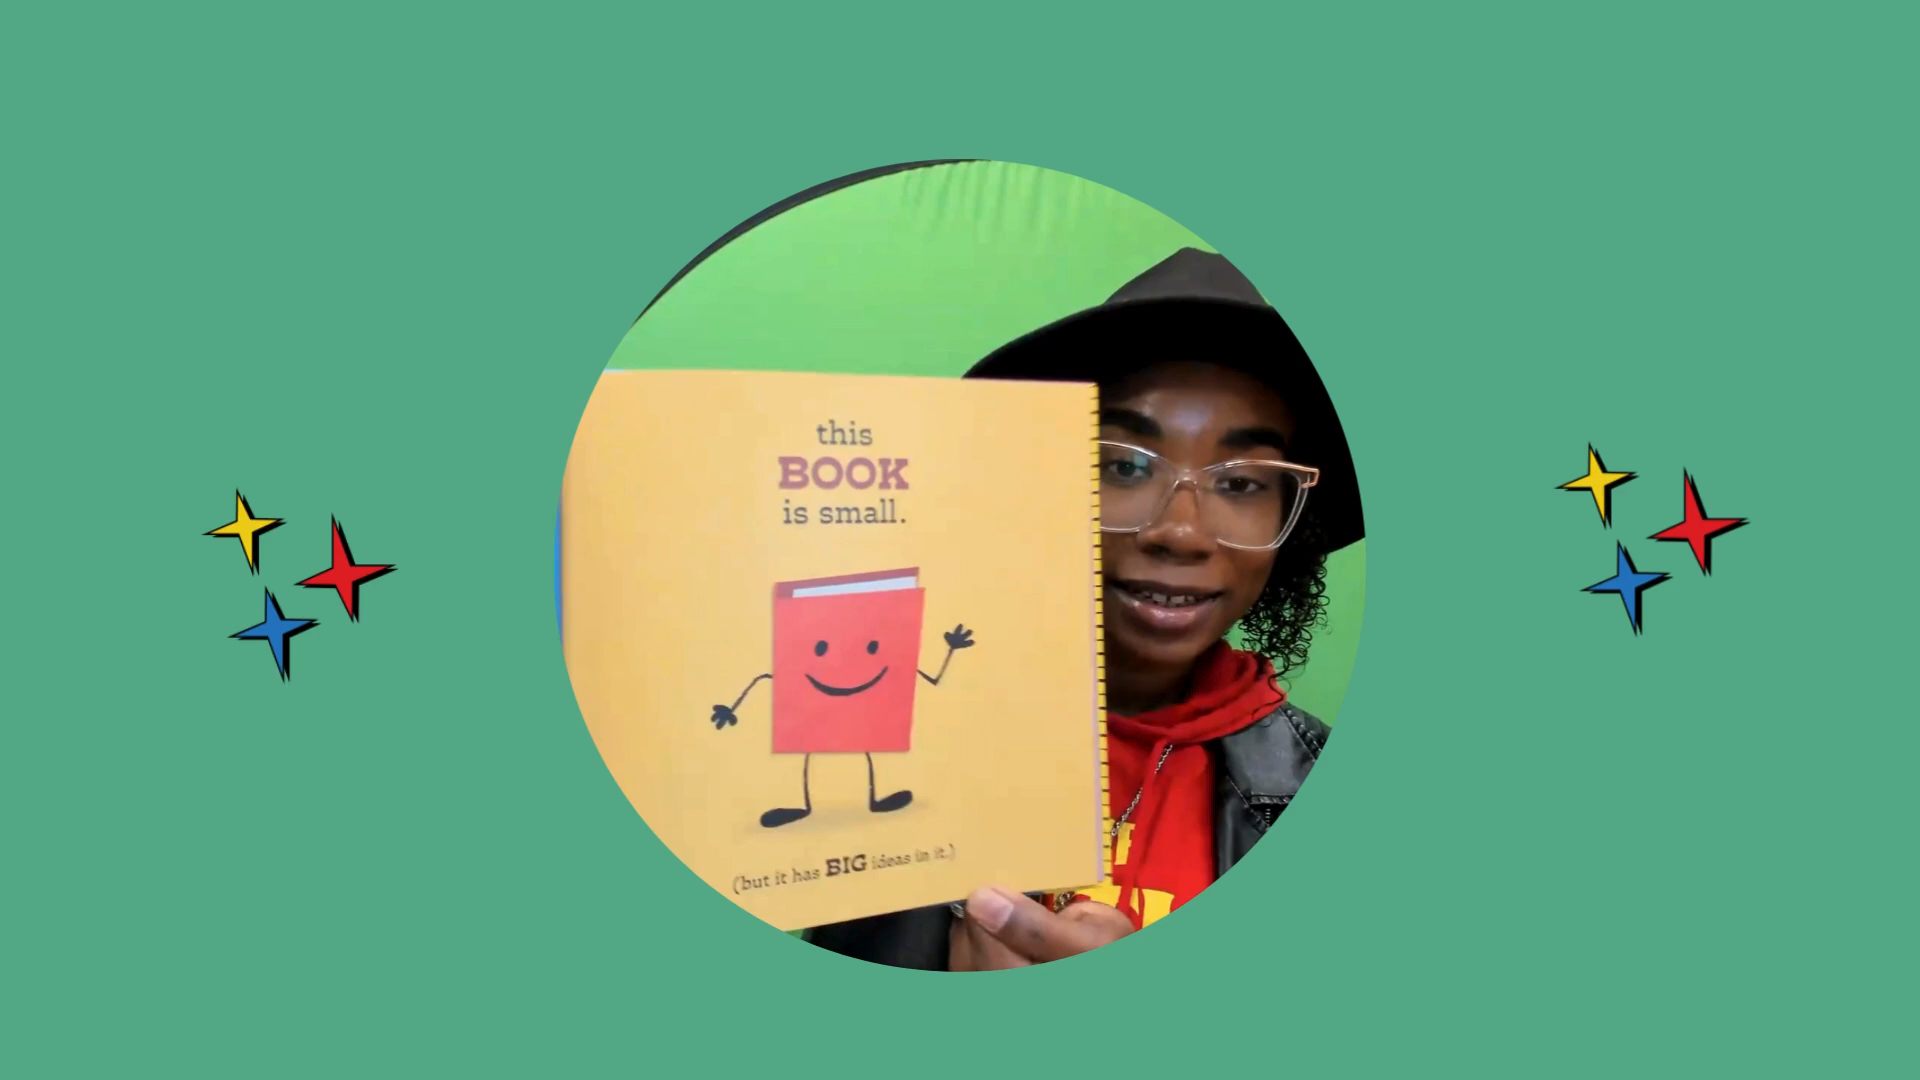 this
BOOK
is small.
(but it has BIG ideas in it.)